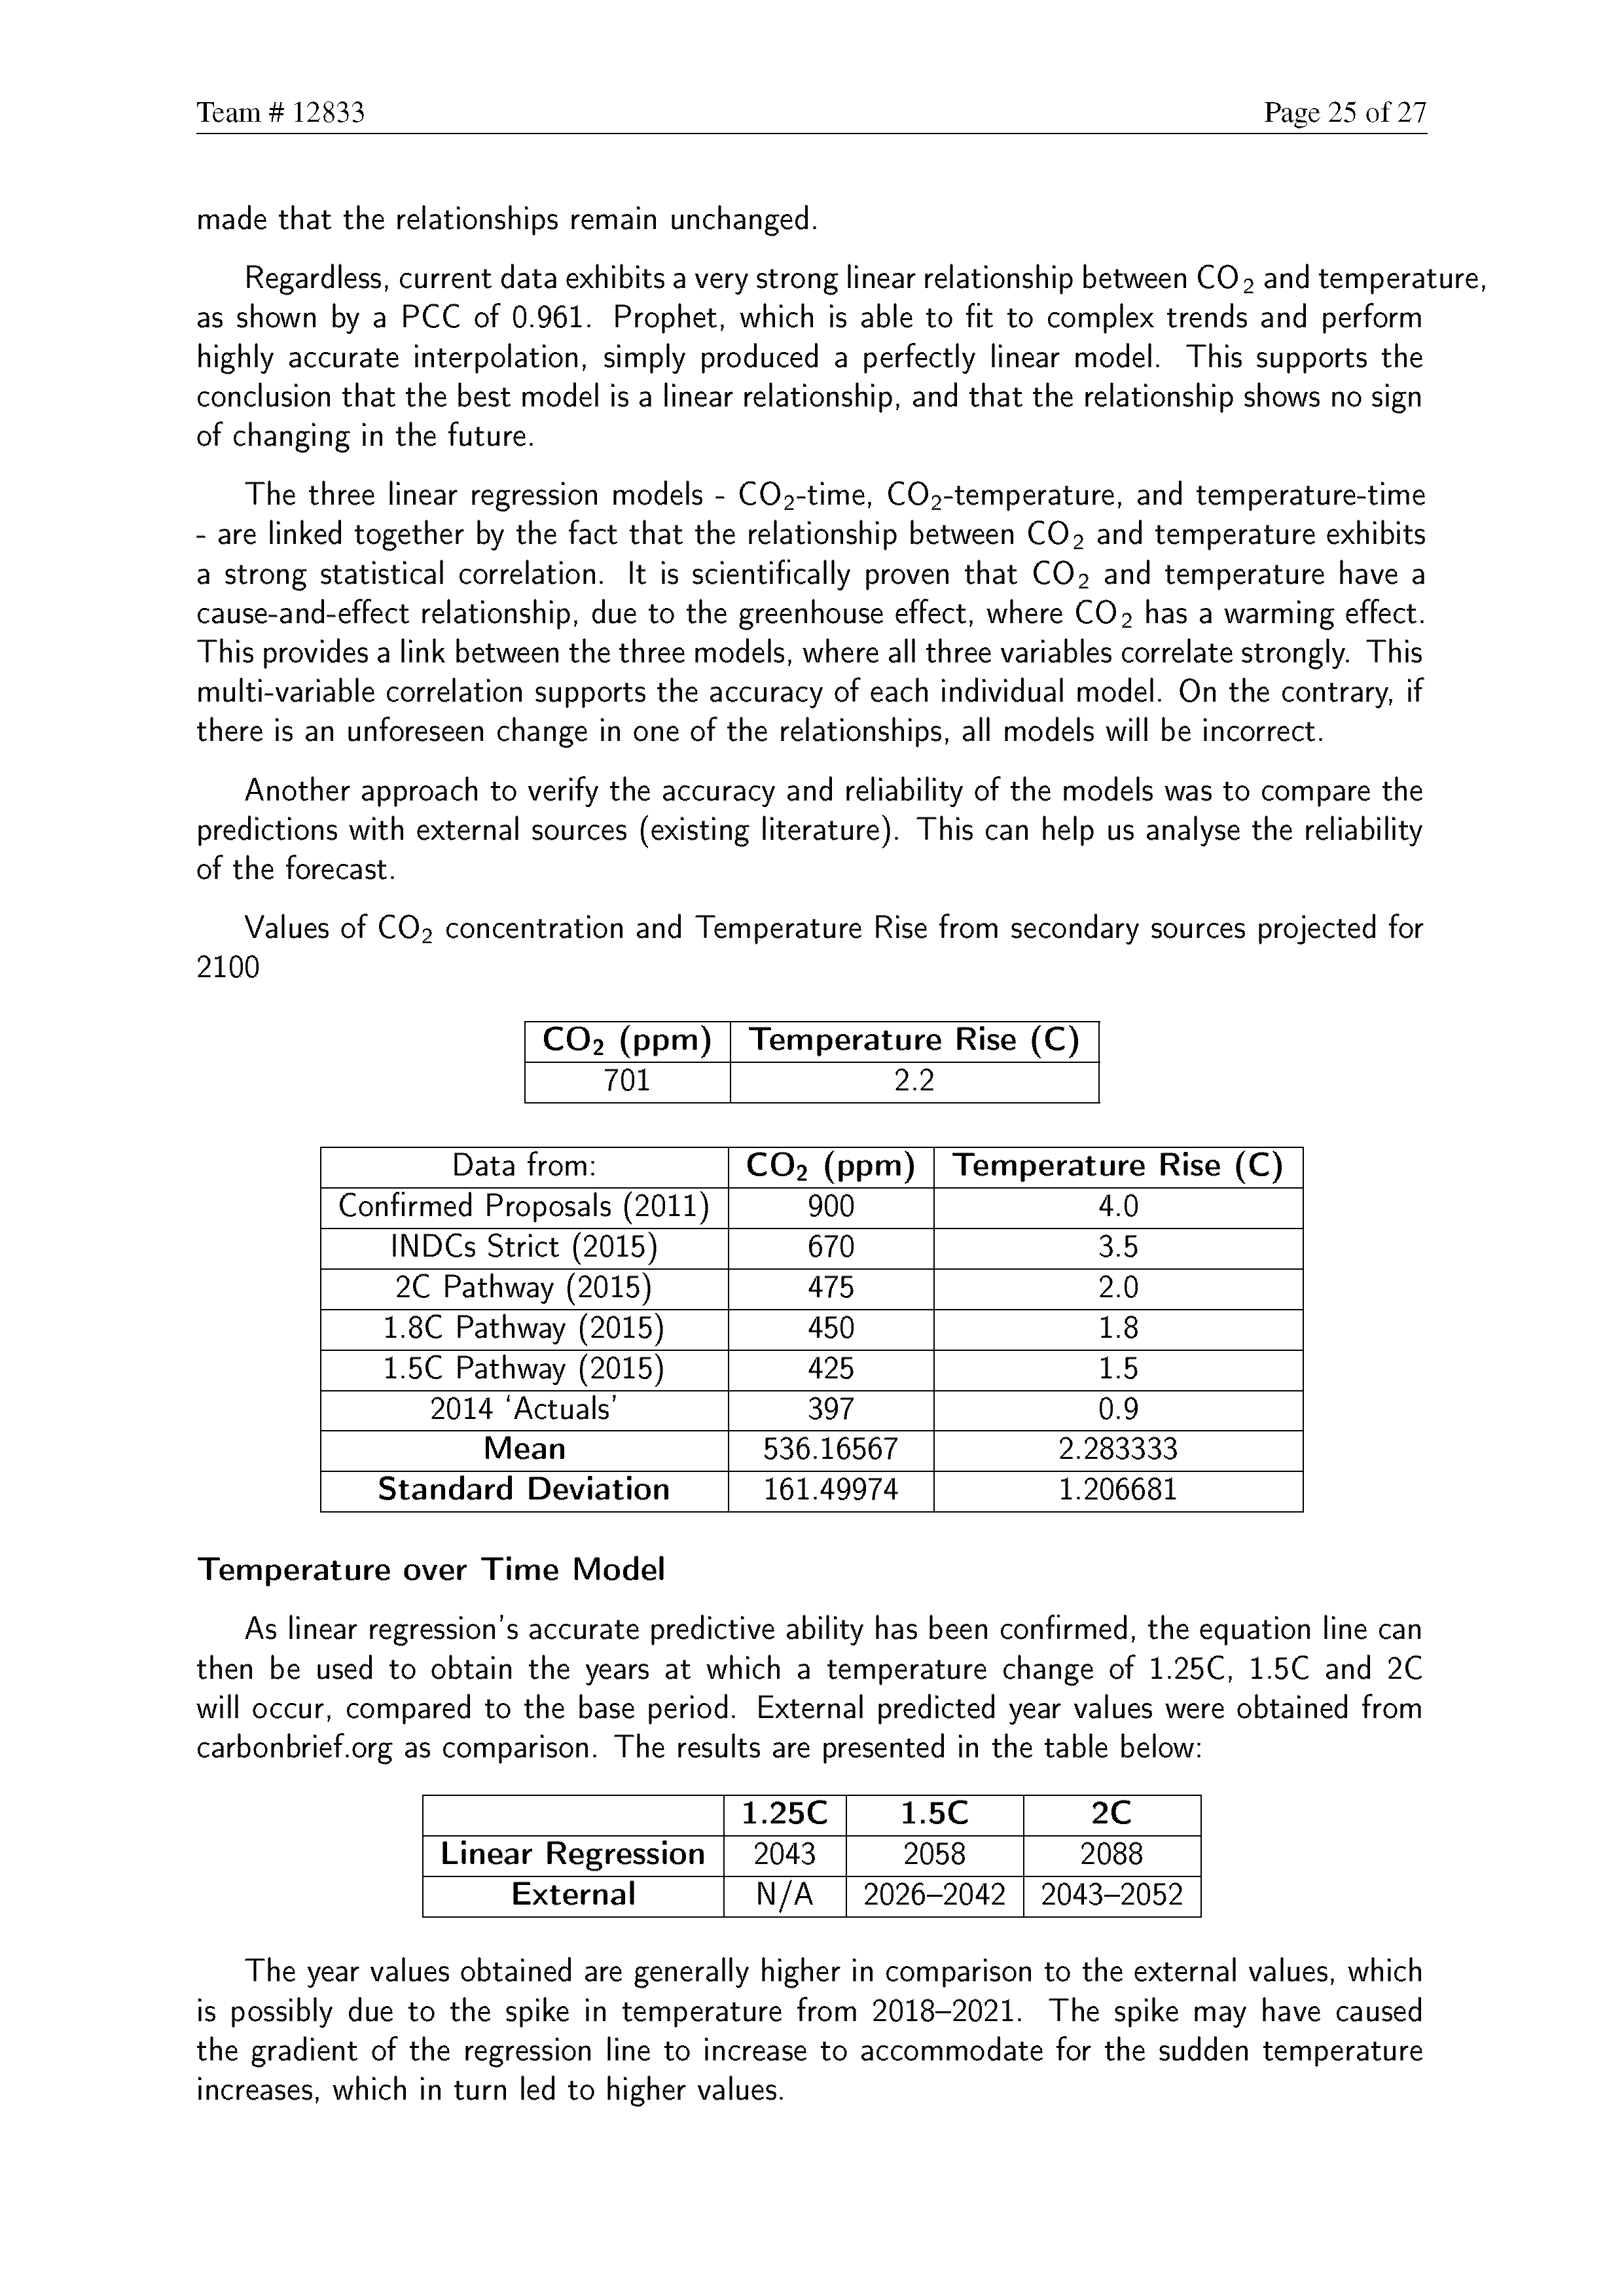 Team # 12833 Page 25 of 27
made that the relationships remain unchanged.
Regardless, current data exhibits a very strong linear relationship between CO₂ and temperature,
as shown by a PCC of 0.961. Prophet, which is able to fit to complex trends and perform
highly accurate interpolation, simply produced a perfectly linear model. This supports the
conclusion that the best model is a linear relationship, and that the relationship shows no sign
of changing in the future.
The three linear regression models - CO₂-time, CO₂-temperature, and temperature-time
- are linked together by the fact that the relationship between CO₂ and temperature exhibits
a strong statistical correlation. It is scientifically proven that CO₂ and temperature have a
cause-and-effect relationship, due to the greenhouse effect, where CO₂ has a warming effect.
This provides a link between the three models, where all three variables correlate strongly. This
multi-variable correlation supports the accuracy of each individual model. On the contrary, if
there is an unforeseen change in one of the relationships, all models will be incorrect.
Another approach to verify the accuracy and reliability of the models was to compare the
predictions with external sources (existing literature). This can help us analyse the reliability
of the forecast.
Values of CO₂ concentration and Temperature Rise from secondary sources projected for
2100
CO₂ (ppm) Temperature Rise (C)
701 2.2
Data from: CO₂ (ppm) Temperature Rise (C)
Confirmed Proposals (2011) 900 4.0
INDCs Strict (2015) 670 3.5
2C Pathway (2015) 475 2.0
1.8C Pathway (2015) 450 1.8
1.5C Pathway (2015) 425 1.5
2014 ‘Actuals’ 397 0.9
Mean 536.16567 2.283333
Standard Deviation 161.49974 1.206681
Temperature over Time Model
As linear regression's accurate predictive ability has been confirmed, the equation line can
then be used to obtain the years at which a temperature change of 1.25C, 1.5C and 2C
will occur, compared to the base period. External predicted year values were obtained from
carbonbrief.org as comparison. The results are presented in the table below:
1.25C 1.5C 2C
Linear Regression 2043 2058 2088
External N/A 2026–2042 2043–2052
The year values obtained are generally higher in comparison to the external values, which
is possibly due to the spike in temperature from 2018–2021. The spike may have caused
the gradient of the regression line to increase to accommodate for the sudden temperature
increases, which in turn led to higher values.